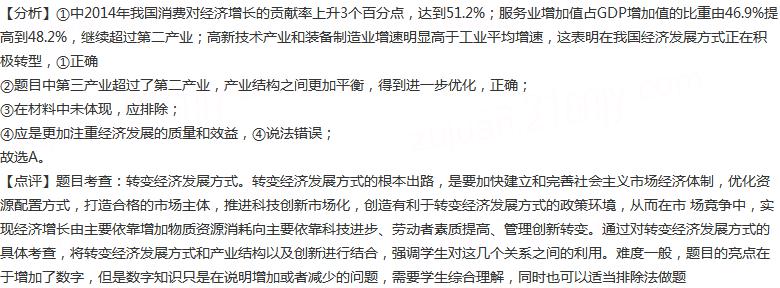 【分析】①中2014年我国消费对经济增长的贡献率上升3个百分点，达到51.2%；服务业增加值占GDP增加值的比重由46.9%提
高到48.2%，继续超过第二产业；高新技术产业和装备制造业增速明显高于工业平均增速，这表明在我国经济发展方式正在积
极转型，①正确
②题目中第三产业超过了第二产业，产业结构之间更加平衡，得到进一步优化，正确；
③在材料中未体现，应排除；
④应是更加注重经济发展的质量和效益，④说法错误；
故选A。
【点评】题目考查：转变经济发展方式。转变经济发展方式的根本出路，是要加快建立和完善社会主义市场经济体制，优化资
源配置方式，打造合格的市场主体，推进科技创新市场化，创造有利于转变经济发展方式的政策环境，从而在市 场竞争中，实
现经济增长由主要依靠增加物质资源消耗向主要依靠科技进步、劳动者素质提高、管理创新转变。通过对转变经济发展方式的
具体考查，将转变经济发展方式和产业结构以及创新进行结合，强调学生对这几个关系之间的利用。难度一般，题目的亮点在
于增加了数字，但是数字知识只是在说明增加或者减少的问题，需要学生综合理解，同时也可以适当排除法做题